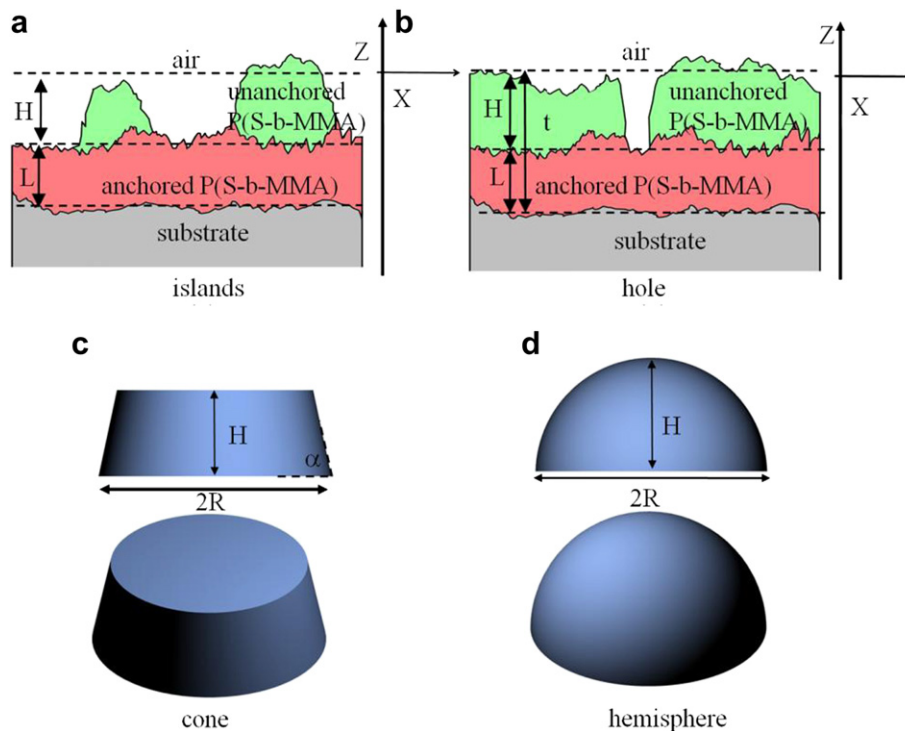 a
air
Z
X
H
unanchored
P(S-b-MMA)
L
anchored P(S-b-MMA)
substrate
islands
b
air
Z
X
H
t
unanchored
P(S-b-MMA)
L
anchored P(S-b-MMA)
substrate
hole
c
H
α
2R
cone
d
H
2R
hemisphere